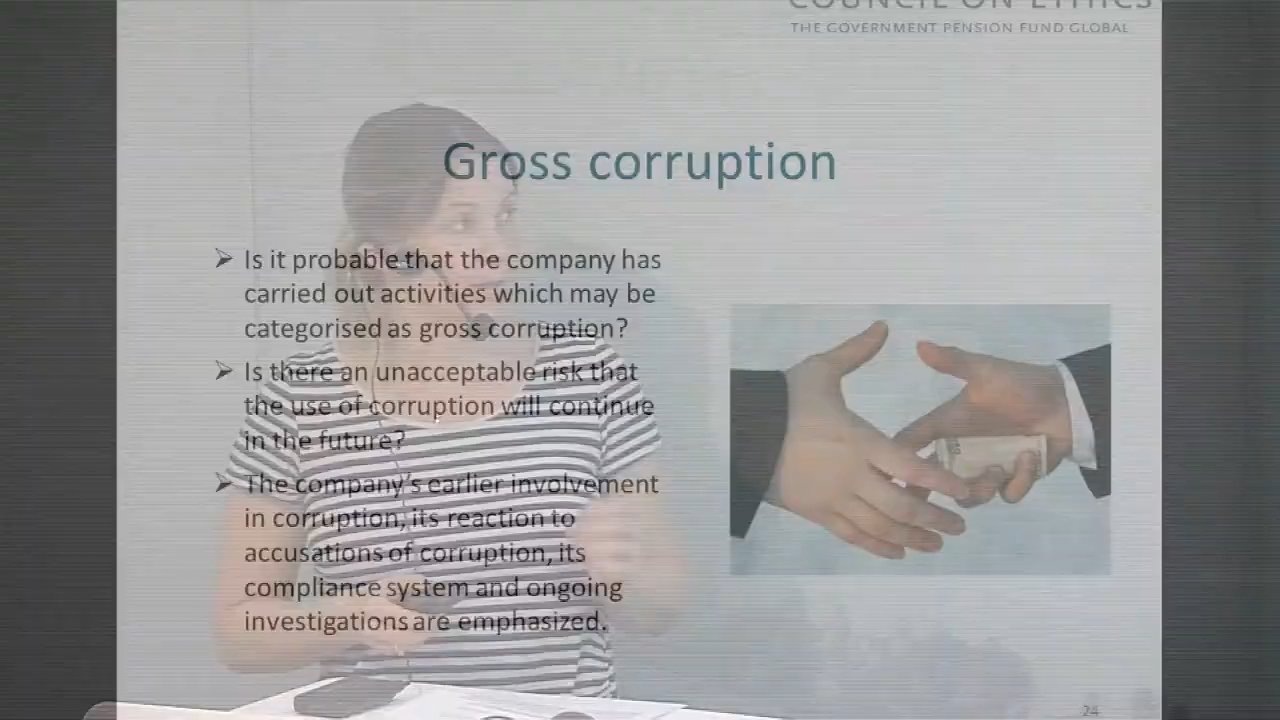 COUNCIL ON ETHICS
THE GOVERNMENT PENSION FUND GLOBAL
Gross corruption
➢ Is it probable that the company has
carried out activities which may be
categorised as gross corruption?
➢ Is there an unacceptable risk that
the use of corruption will continue
in the future?
➢ The company's earlier involvement
in corruption, its reaction to
accusations of corruption, its
compliance system and ongoing
investigations are emphasized.
24